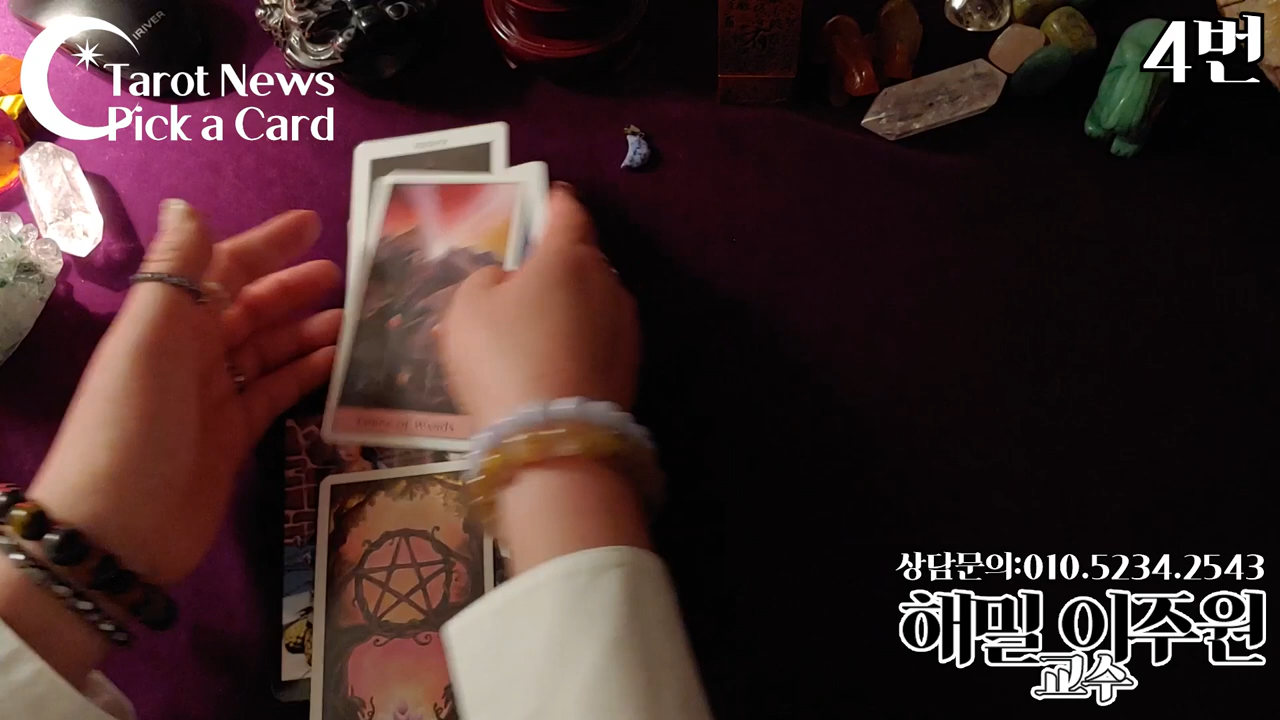 IRIVER
Tarot News
Pick a Card
4번
of Wands
상담문의:010.5234.2543
해밀 이주원
교수